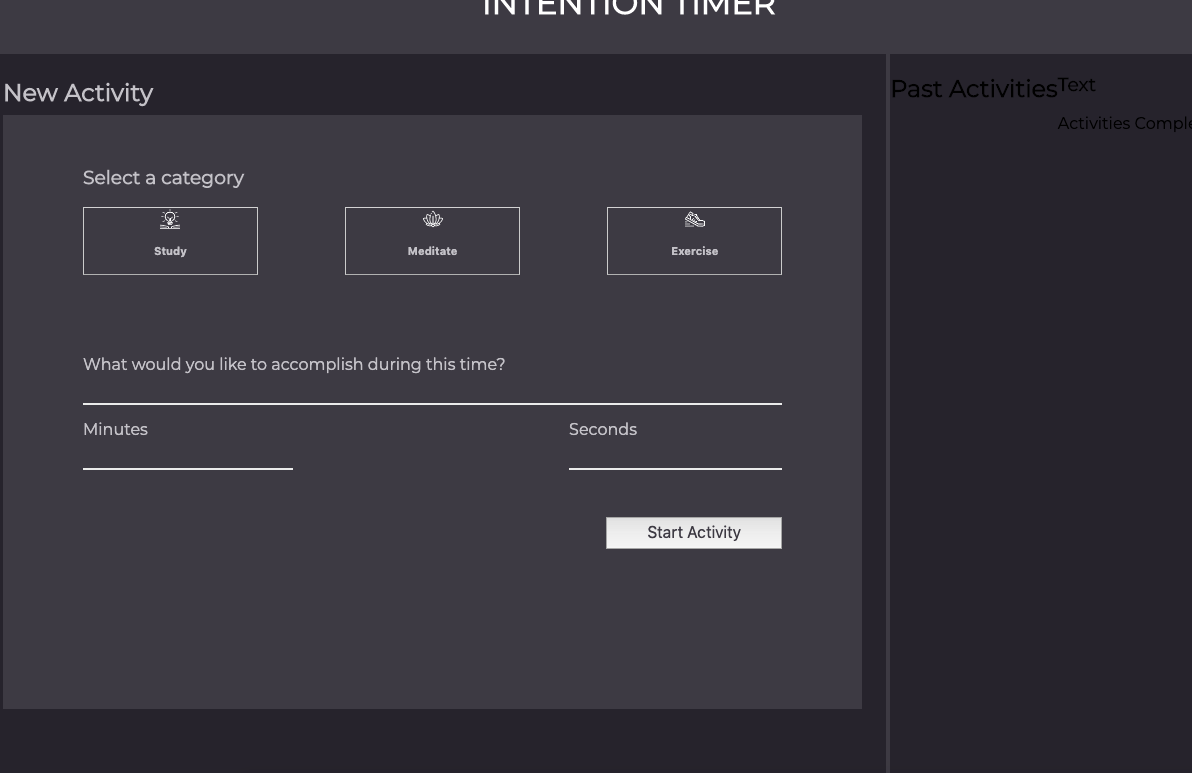 INTENTION TIMER
New Activity
Past Activities
Text
Activities Comple
Select a category
Study
Meditate
Exercise
What would you like to accomplish during this time?
Minutes
Seconds
Start Activity